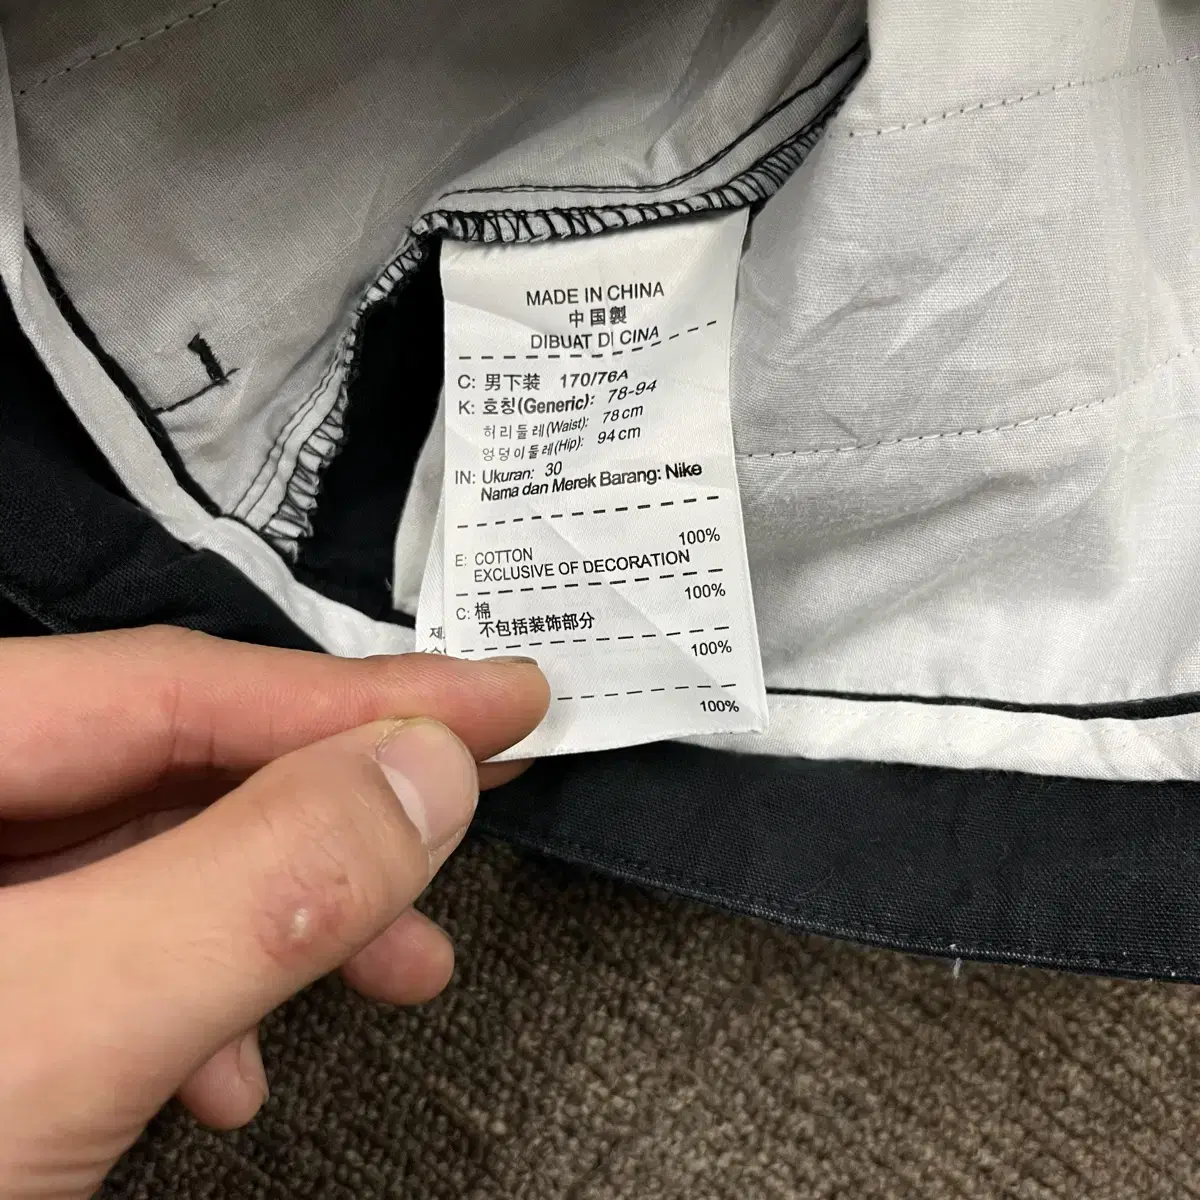 MADE IN CHINA
中国製
DIBUAT DI CINA
C: 男下装 170/76A
K: 호칭(Generic): 78-94
허리둘레(Waist): 78cm
엉덩이둘레(Hip): 94cm
IN: Ukuran: 30
Nama dan Merek Barang: Nike
100%
E: COTTON
EXCLUSIVE OF DECORATION
100%
C: 棉
不包括装饰部分
100%
100%